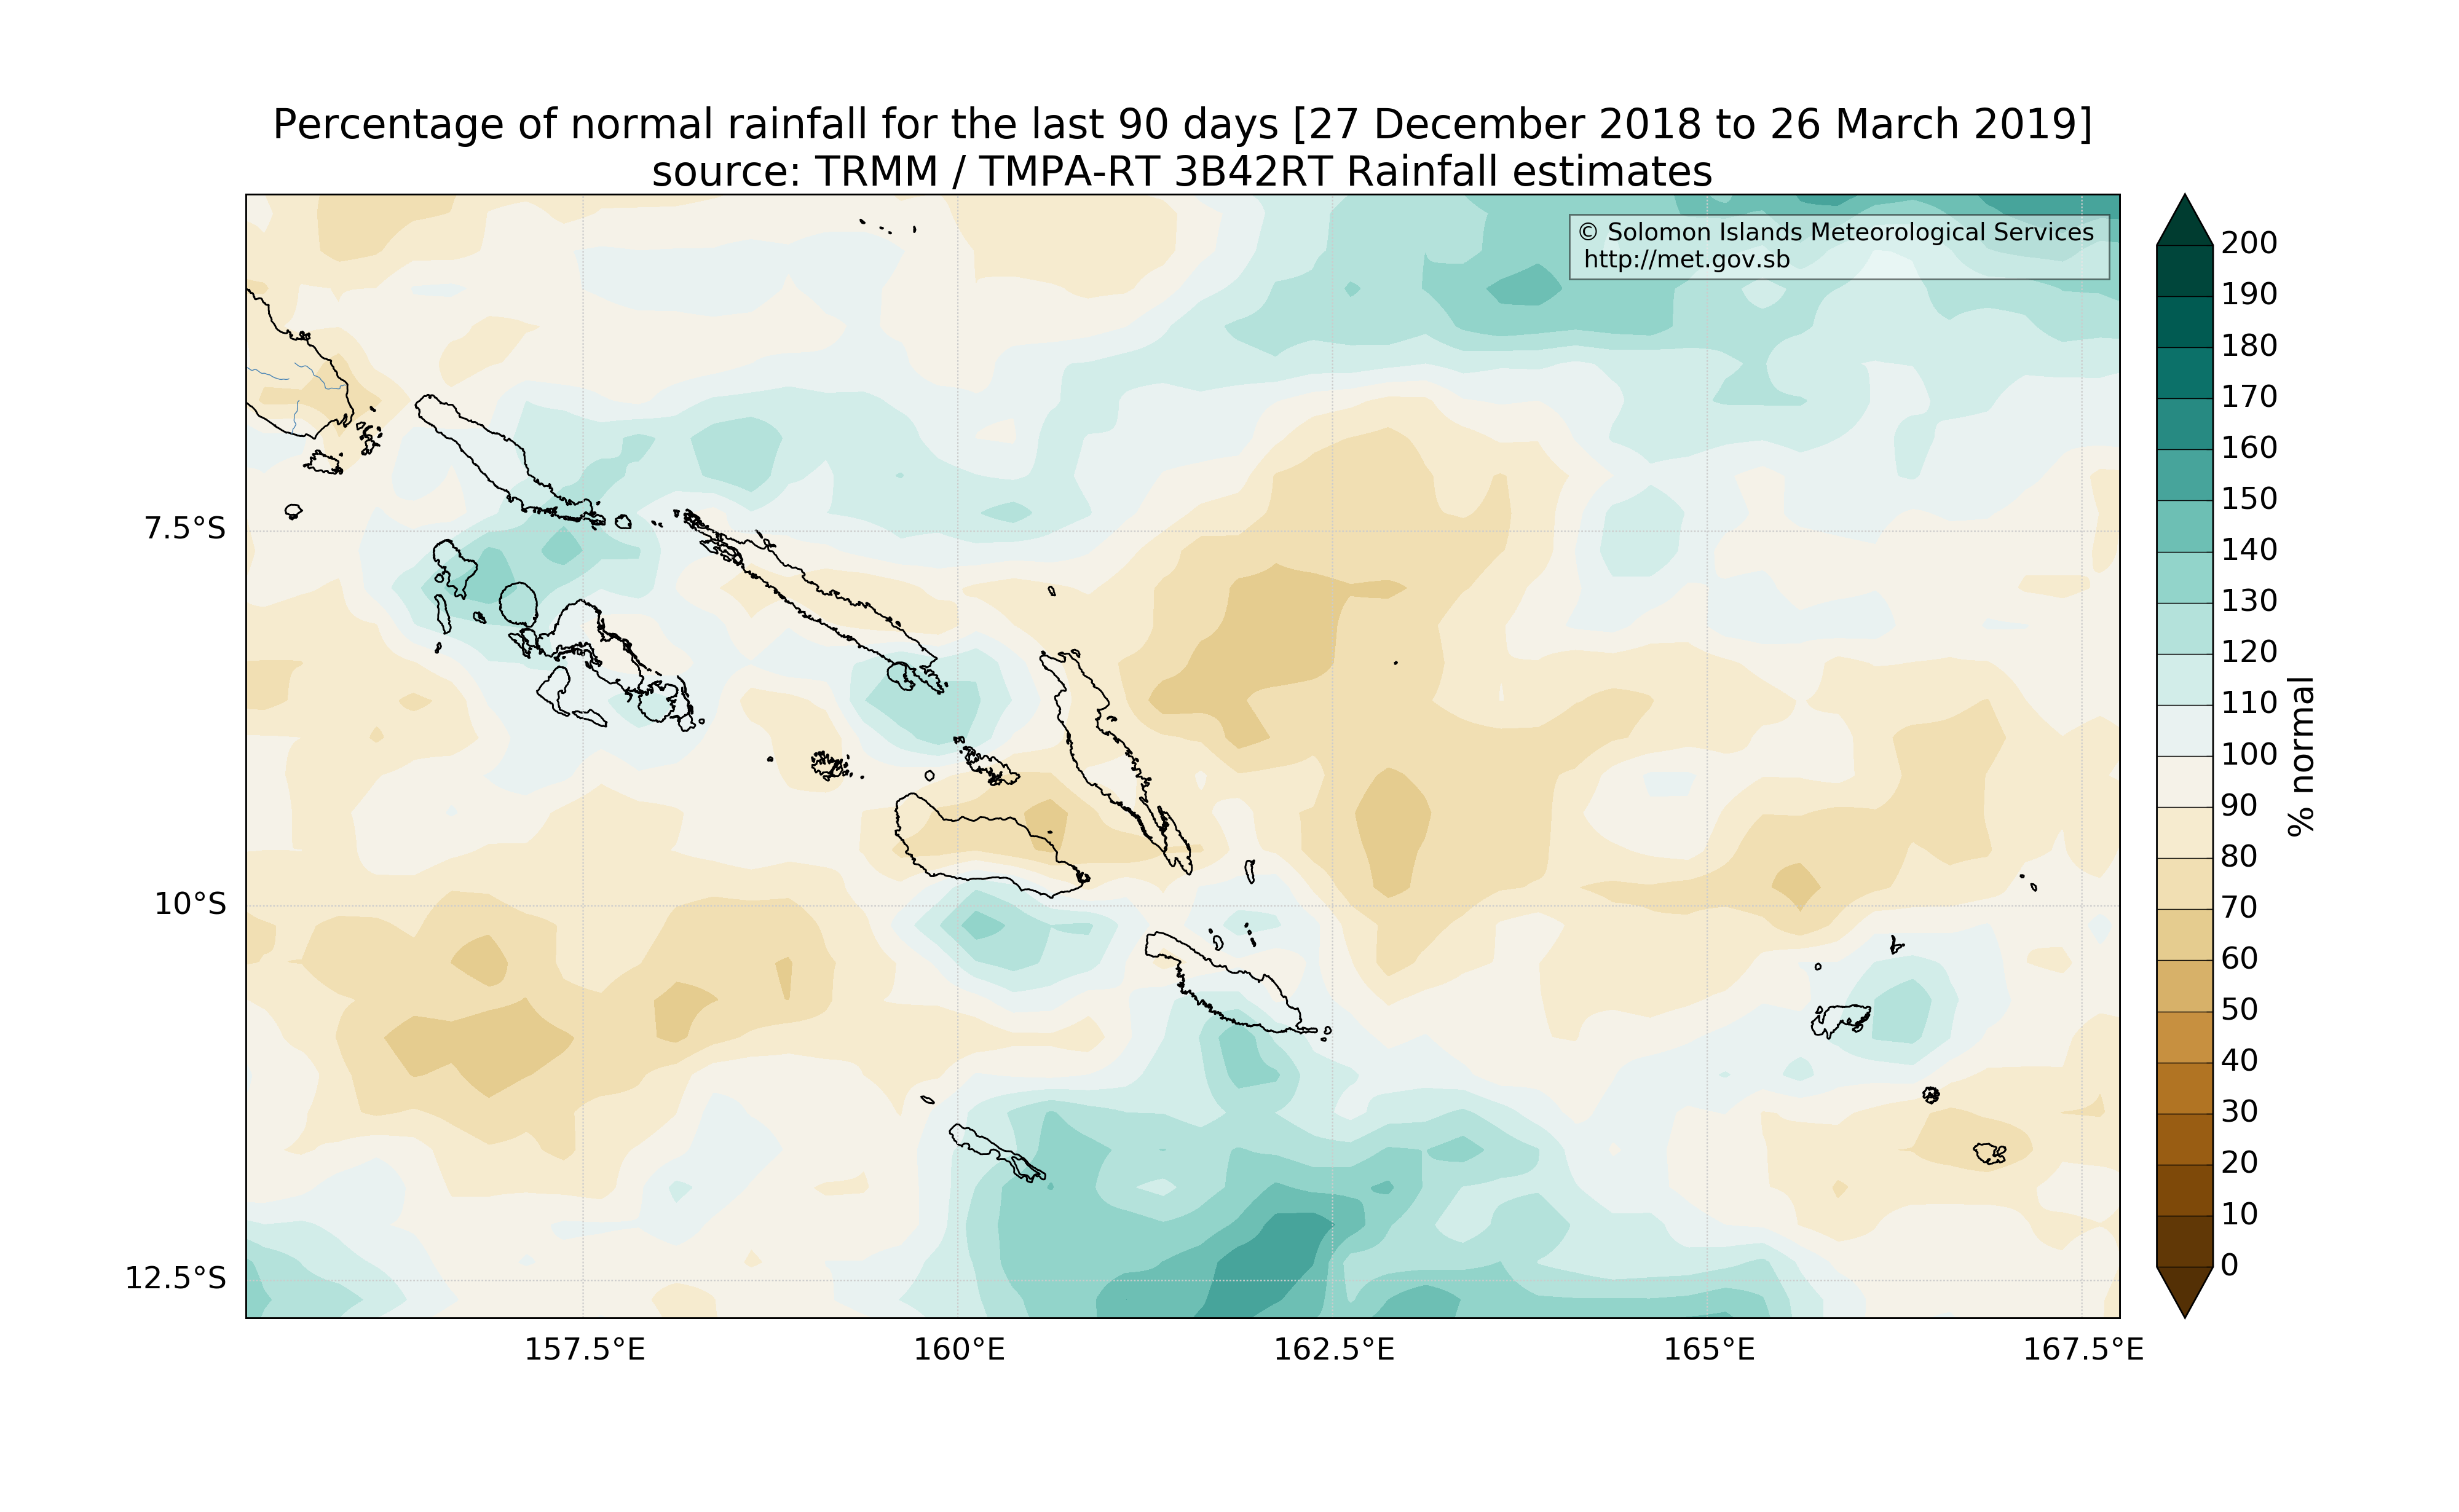 Percentage of normal rainfall for the last 90 days [27 December 2018 to 26 March 2019]
source: TRMM / TMPA-RT 3B42RT Rainfall estimates
© Solomon Islands Meteorological Services
http://met.gov.sb
7.5°S
10°S
12.5°S
157.5°E
160°E
162.5°E
165°E
167.5°E
200
190
180
170
160
150
140
130
120
110
100
90
80
70
60
50
40
30
20
10
0
% normal